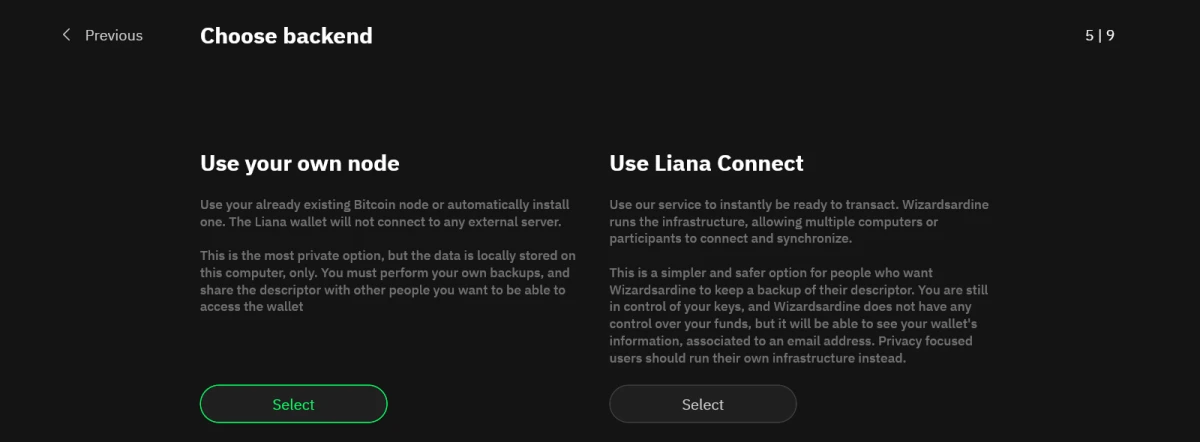 Previous
Choose backend
5 | 9
Use your own node
Use your already existing Bitcoin node or automatically install
one. The Liana wallet will not connect to any external server.
This is the most private option, but the data is locally stored on
this computer, only. You must perform your own backups, and
share the descriptor with other people you want to be able to
access the wallet
Select
Use Liana Connect
Use our service to instantly be ready to transact. Wizardsardine
runs the infrastructure, allowing multiple computers or
participants to connect and synchronize.
This is a simpler and safer option for people who want
Wizardsardine to keep a backup of their descriptor. You are still
in control of your keys, and Wizardsardine does not have any
control over your funds, but it will be able to see your wallet's
information, associated to an email address. Privacy focused
users should run their own infrastructure instead.
Select